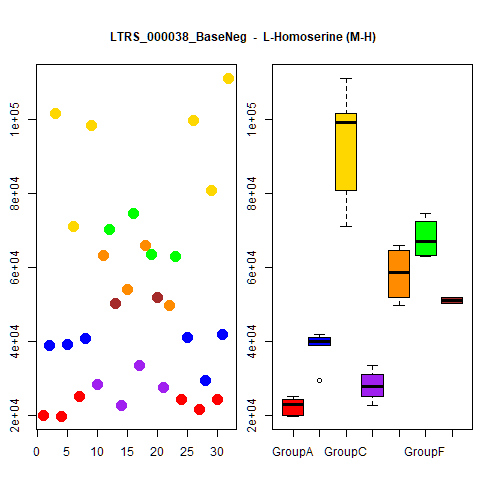 LTRS_000038_BaseNeg - L-Homoserine (M-H)
1e+05
8e+04
6e+04
4e+04
2e+04
0 5 10 15 20 25 30
1e+05
8e+04
6e+04
4e+04
2e+04
GroupA GroupC GroupF